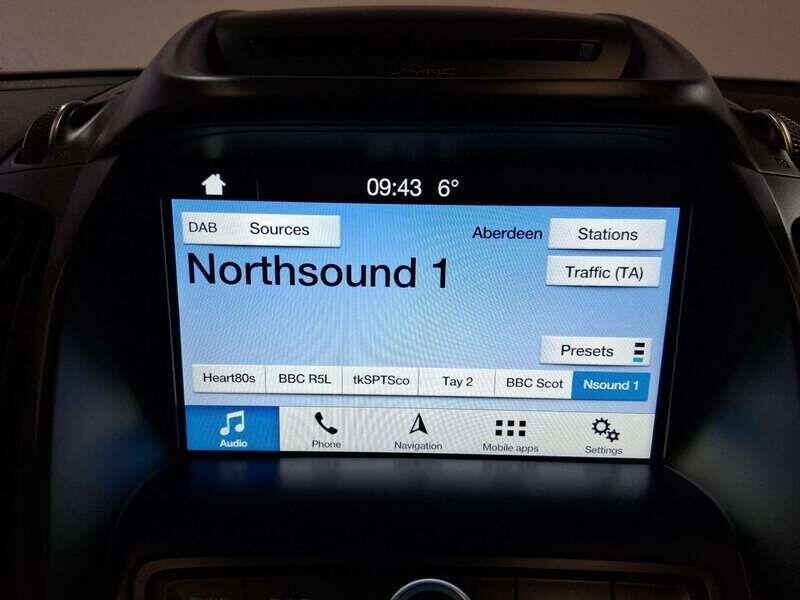 SYNC
09:43 6°
DAB Sources
Aberdeen Stations
Northsound 1
Traffic (TA)
Presets
Heart80s BBC R5L tkSPTSco Tay 2 BBC Scot Nsound 1
Audio Phone Navigation Mobile apps Settings